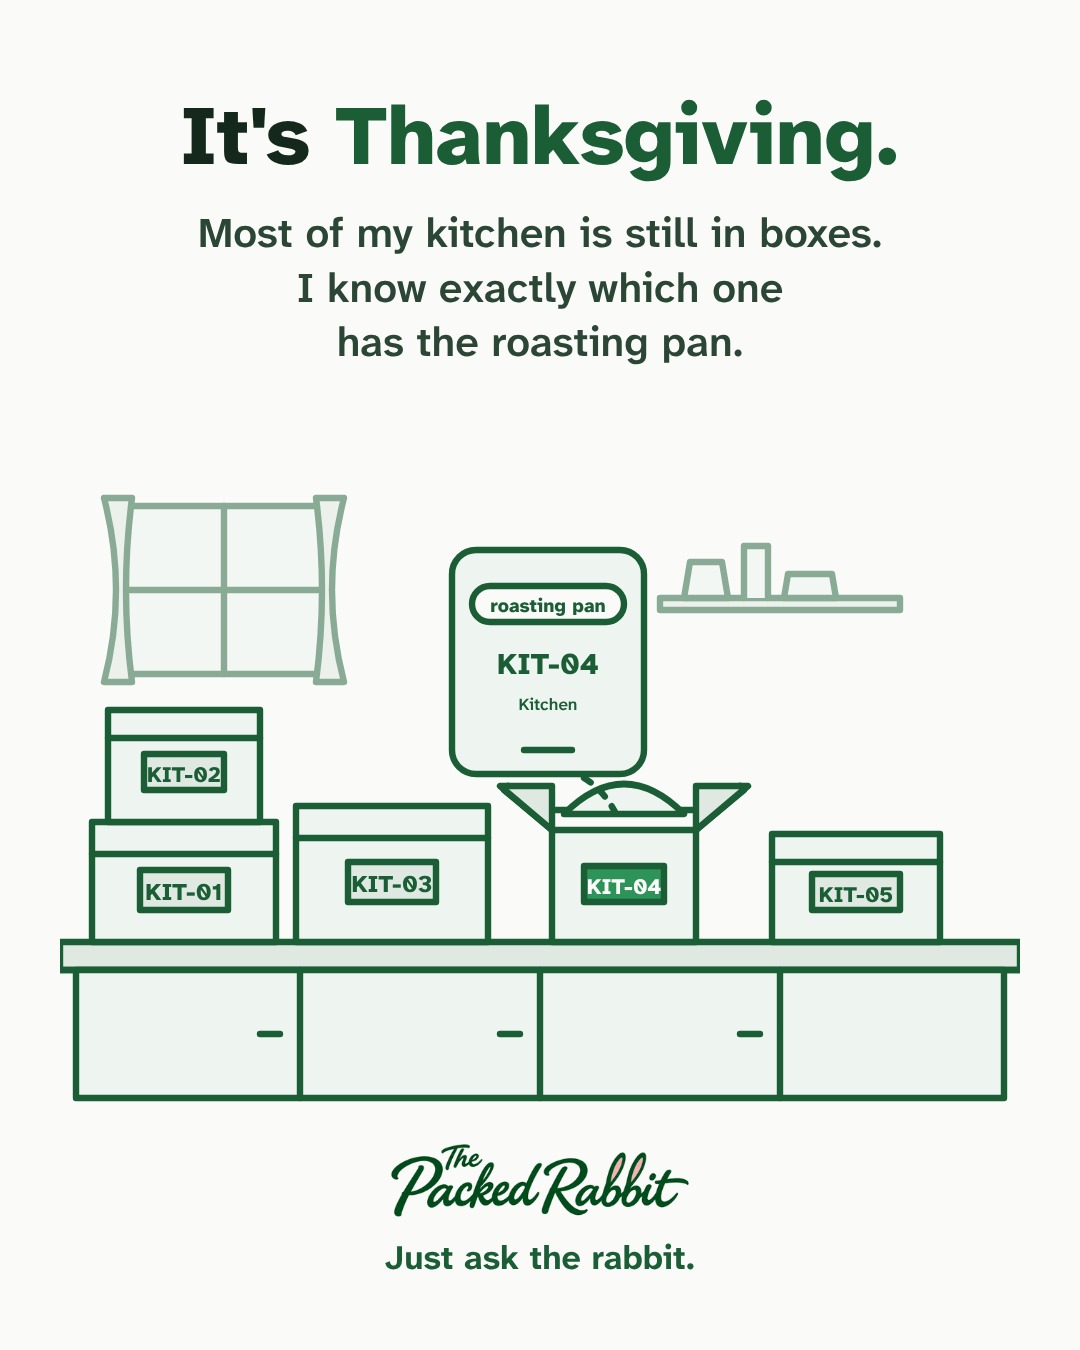 It's Thanksgiving.
Most of my kitchen is still in boxes.
I know exactly which one
has the roasting pan.
roasting pan
KIT-04
Kitchen
KIT-02
KIT-01
KIT-03
KIT-04
KIT-05
The
Packed Rabbit
Just ask the rabbit.